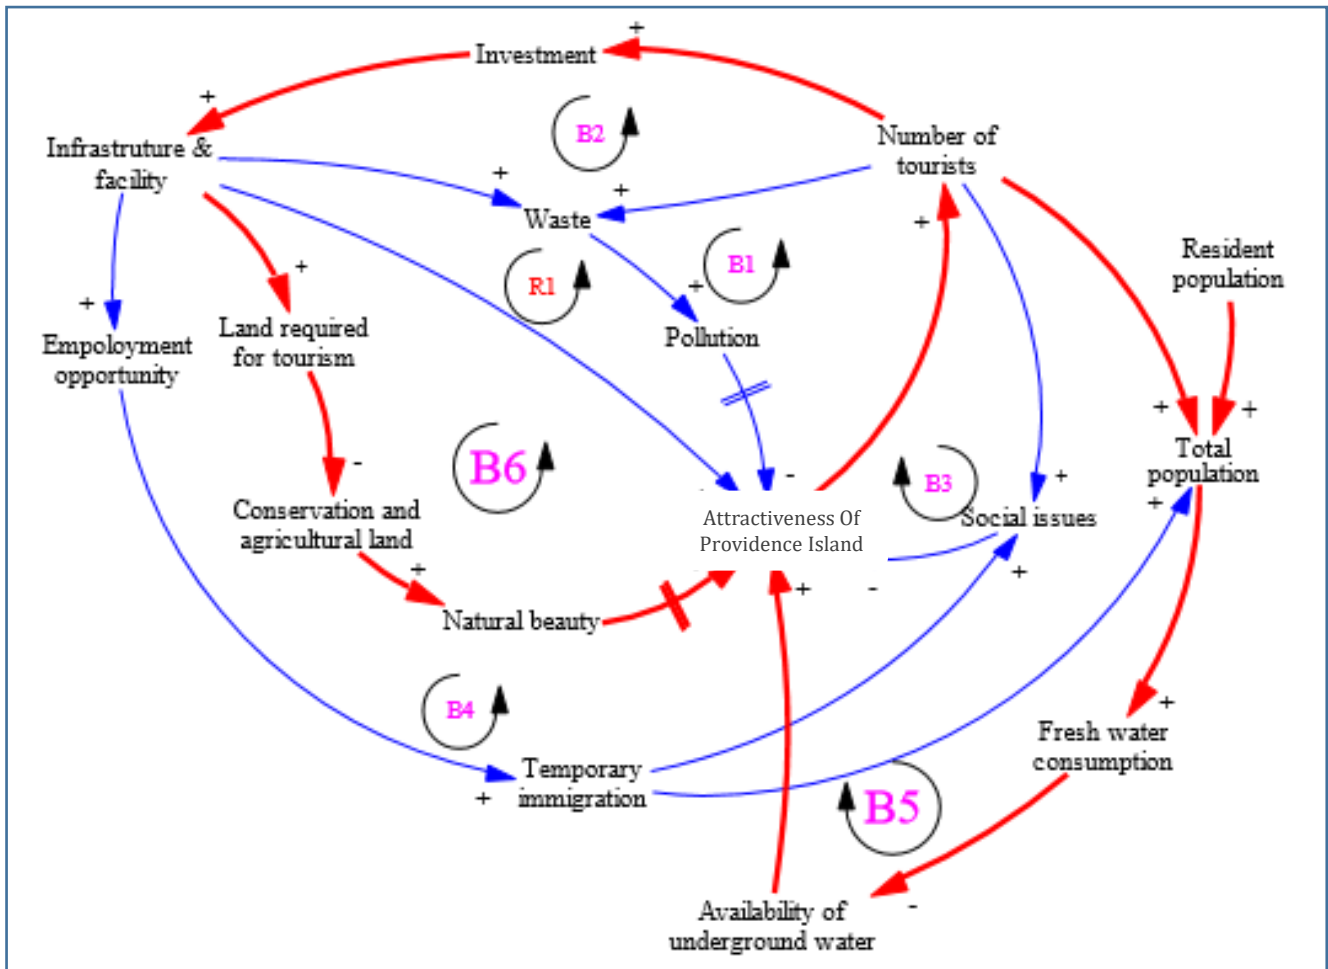 +
Investment
+
B2
Number of
tourists
Infrastruture &
facility
+
+
Waste
+
Resident
population
B1
+
R1
+
+
Land required
for tourism
Pollution
Empoloyment
opportunity
+
+
Total
population
-
B6
-
+
+
B3
Conservation and
agricultural land
Attractiveness Of
Providence Island
Social issues
+
+
+
-
Natural beauty
B4
+
Fresh water
consumption
Temporary
immigration
+
B5
-
Availability of
underground water